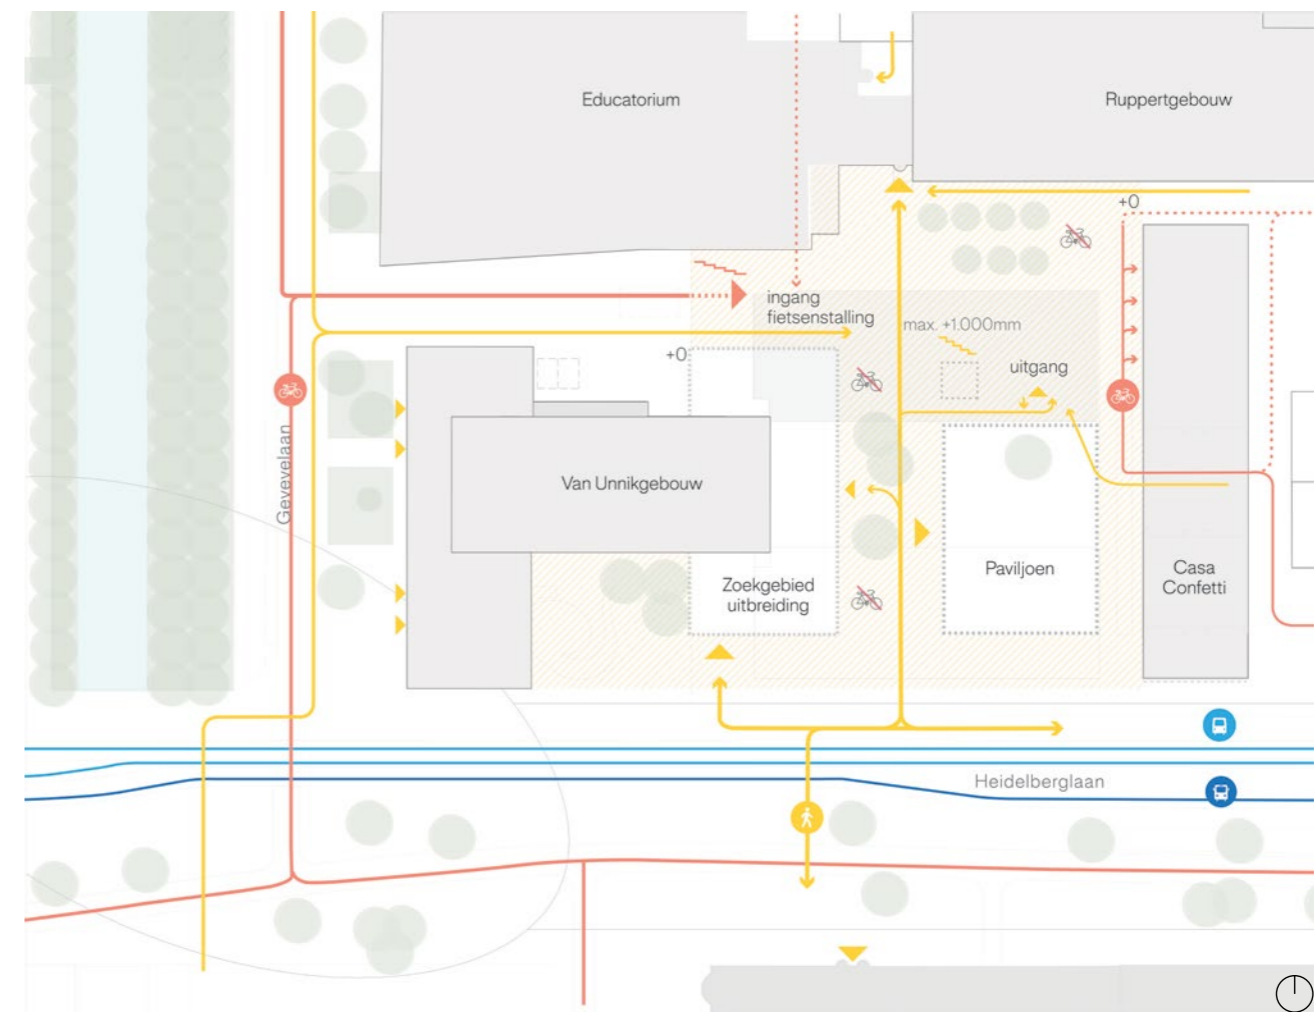 Educatorium
Ruppertgebouw
+0
ingang
fietsenstalling
max. +1.000mm
+0
uitgang
Gevevelaan
Van Unnikgebouw
Zoekgebied
uitbreiding
Paviljoen
Casa
Confetti
Heidelberglaan